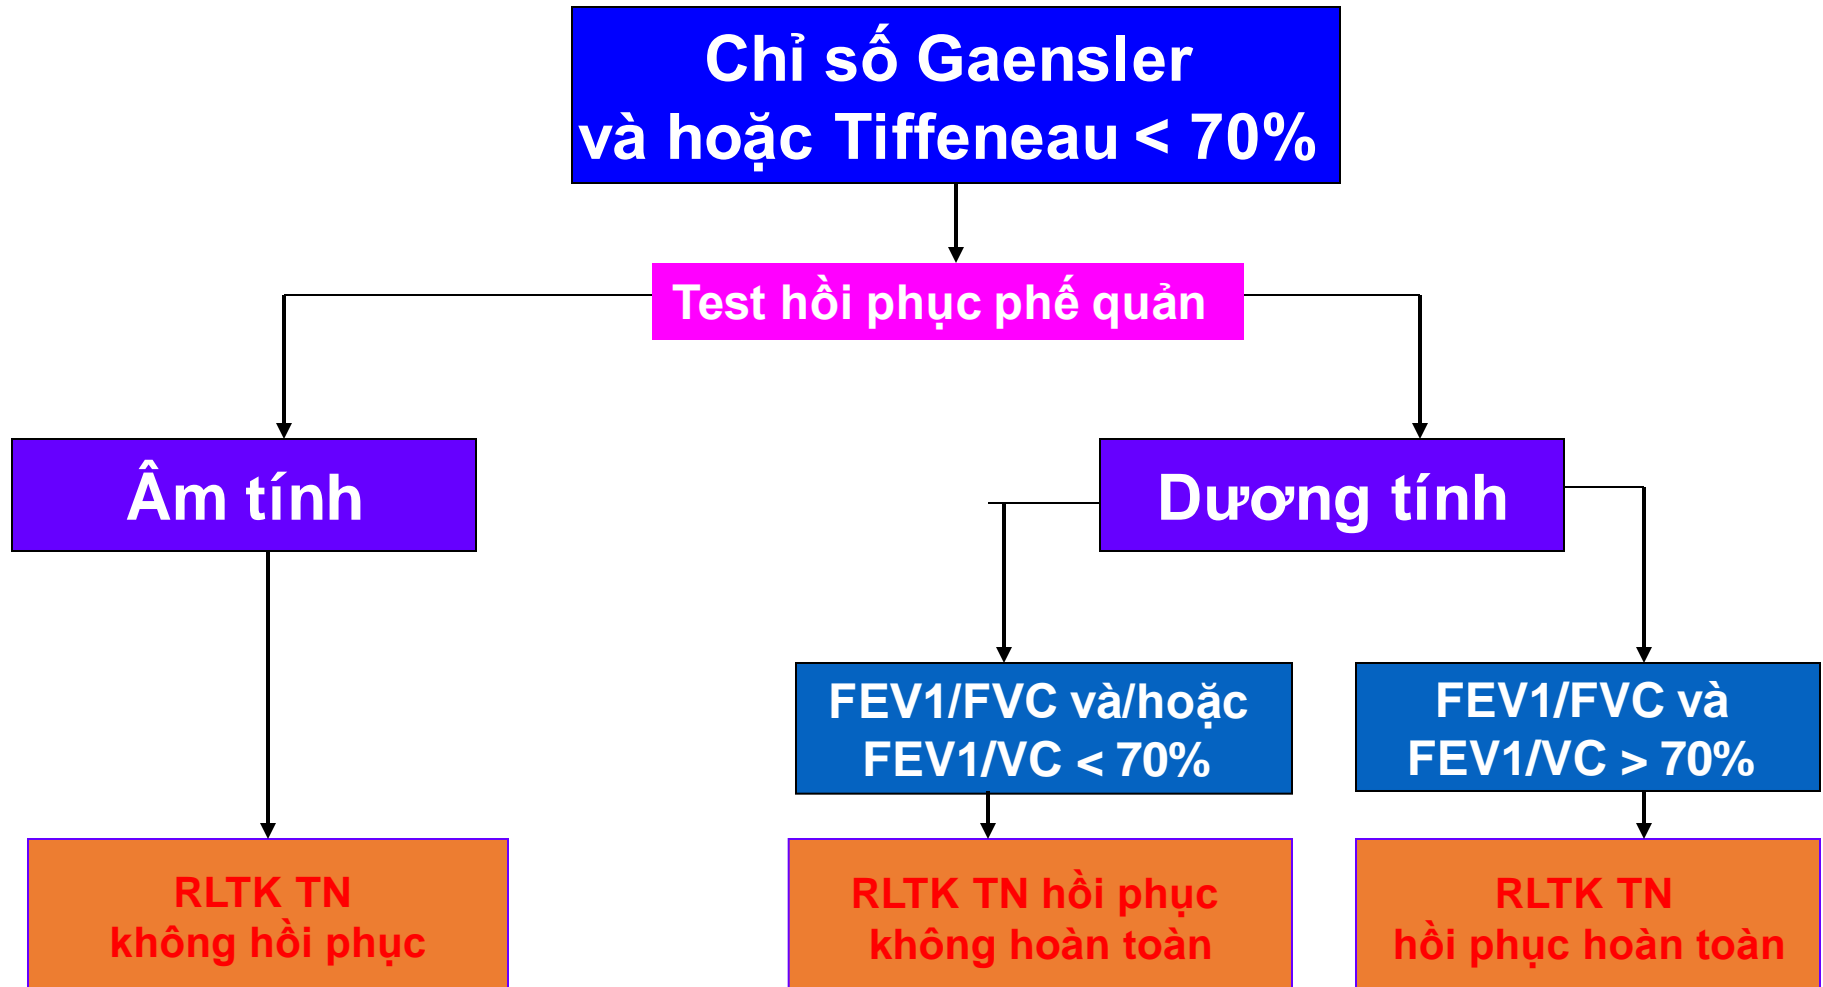 Chỉ số Gaensler
và hoặc Tiffeneau < 70%
Test hồi phục phế quản
Âm tính
Dương tính
FEV1/FVC và/hoặc
FEV1/VC < 70%
FEV1/FVC và
FEV1/VC > 70%
RLTK TN
không hồi phục
RLTK TN hồi phục
không hoàn toàn
RLTK TN
hồi phục hoàn toàn